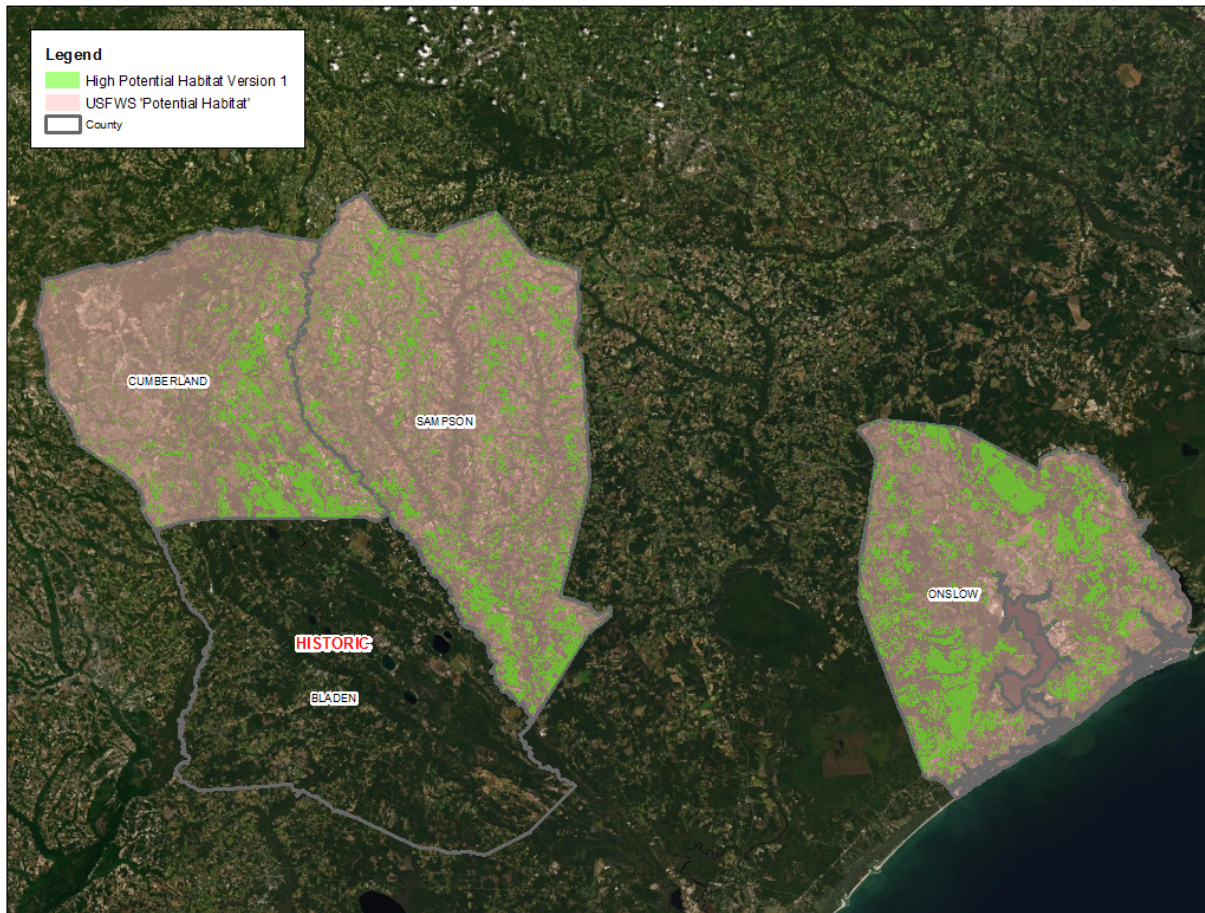 Legend
High Potential Habitat Version 1
USFWS 'Potential Habitat'
County
CUMBERLAND
SAMPSON
ONSLOW
HISTORIC
BLADEN